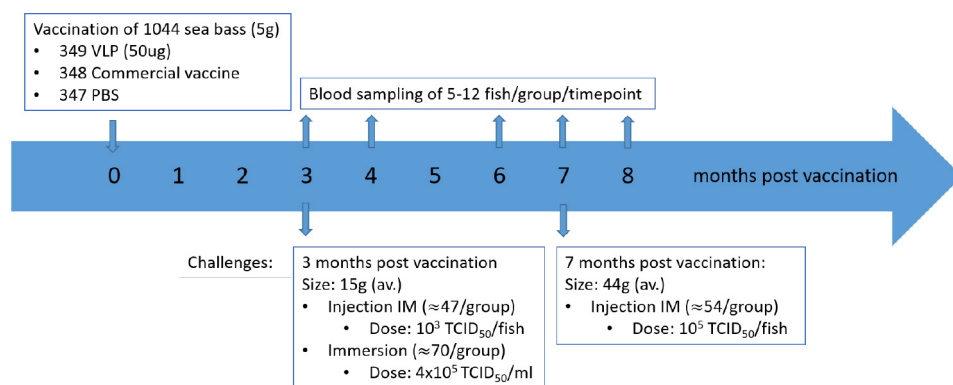 Vaccination of 1044 sea bass (5g)
• 349 VLP (50ug)
• 348 Commercial vaccine
• 347 PBS
Blood sampling of 5-12 fish/group/timepoint
0 1 2 3 4 5 6 7 8 months post vaccination
Challenges:
3 months post vaccination
Size: 15g (av.)
• Injection IM (≈47/group)
• Dose: 10³ TCID₅₀/fish
• Immersion (≈70/group)
• Dose: 4x10⁵ TCID₅₀/ml
7 months post vaccination:
Size: 44g (av.)
• Injection IM (≈54/group)
• Dose: 10⁵ TCID₅₀/fish